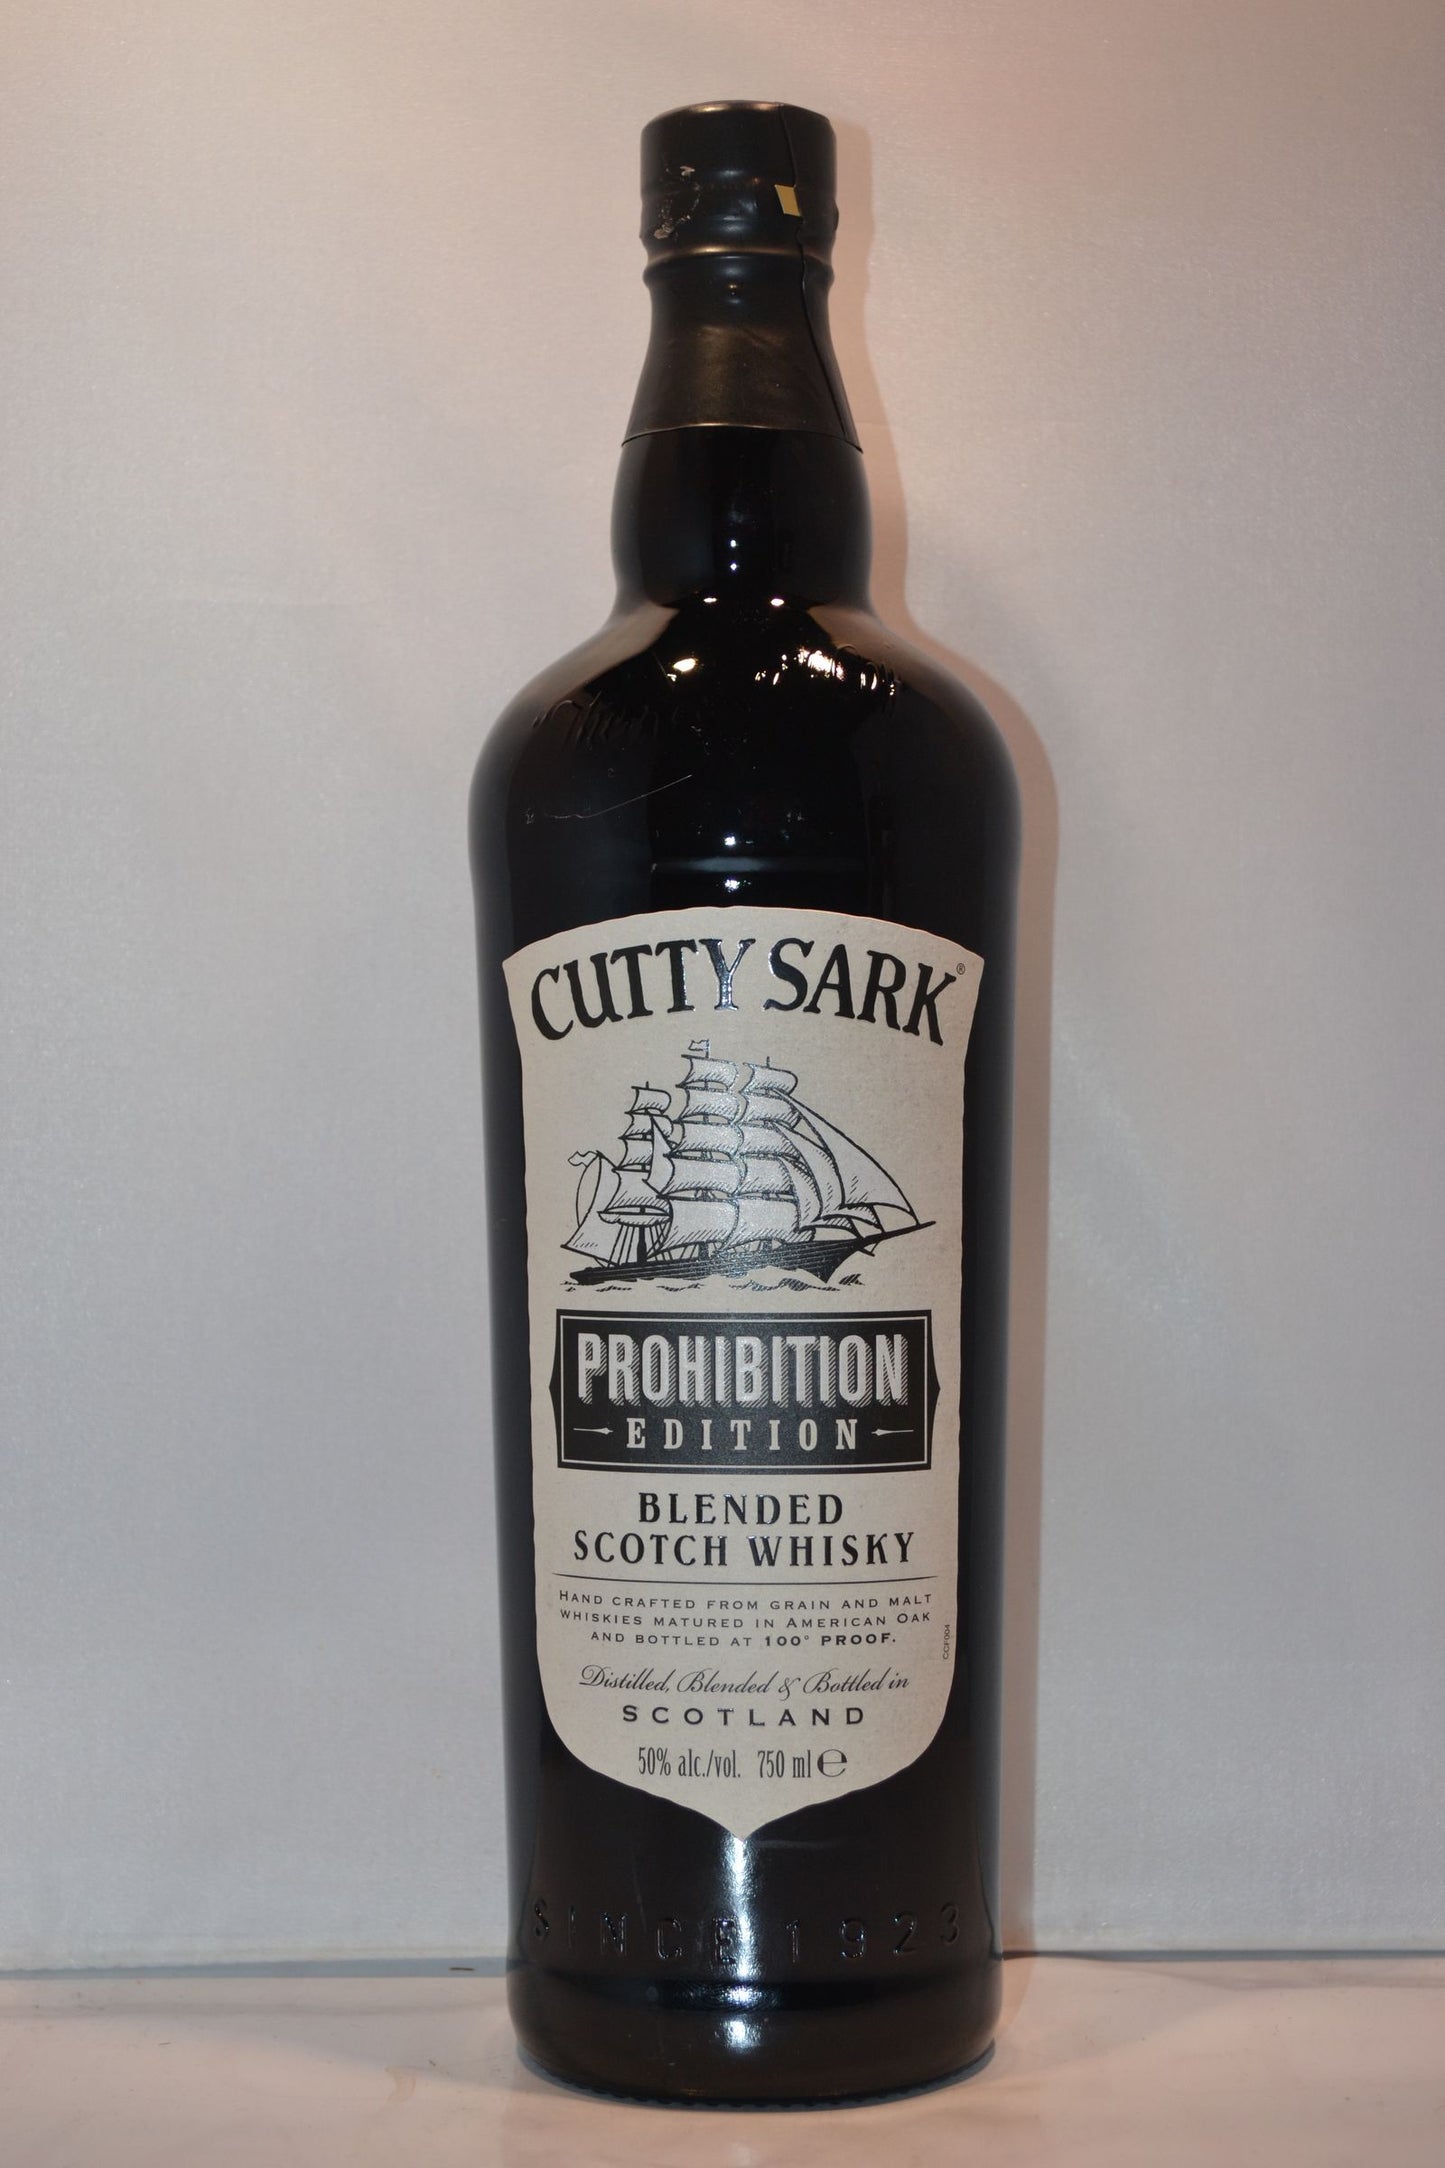 CUTTY SARK®
PROHIBITION
EDITION
BLENDED
SCOTCH WHISKY
HAND CRAFTED FROM GRAIN AND MALT
WHISKIES MATURED IN AMERICAN OAK
AND BOTTLED AT 100° PROOF.
CCF004
Distilled, Blended & Bottled in
SCOTLAND
50% alc./vol. 750 ml ℮
SINCE 1923